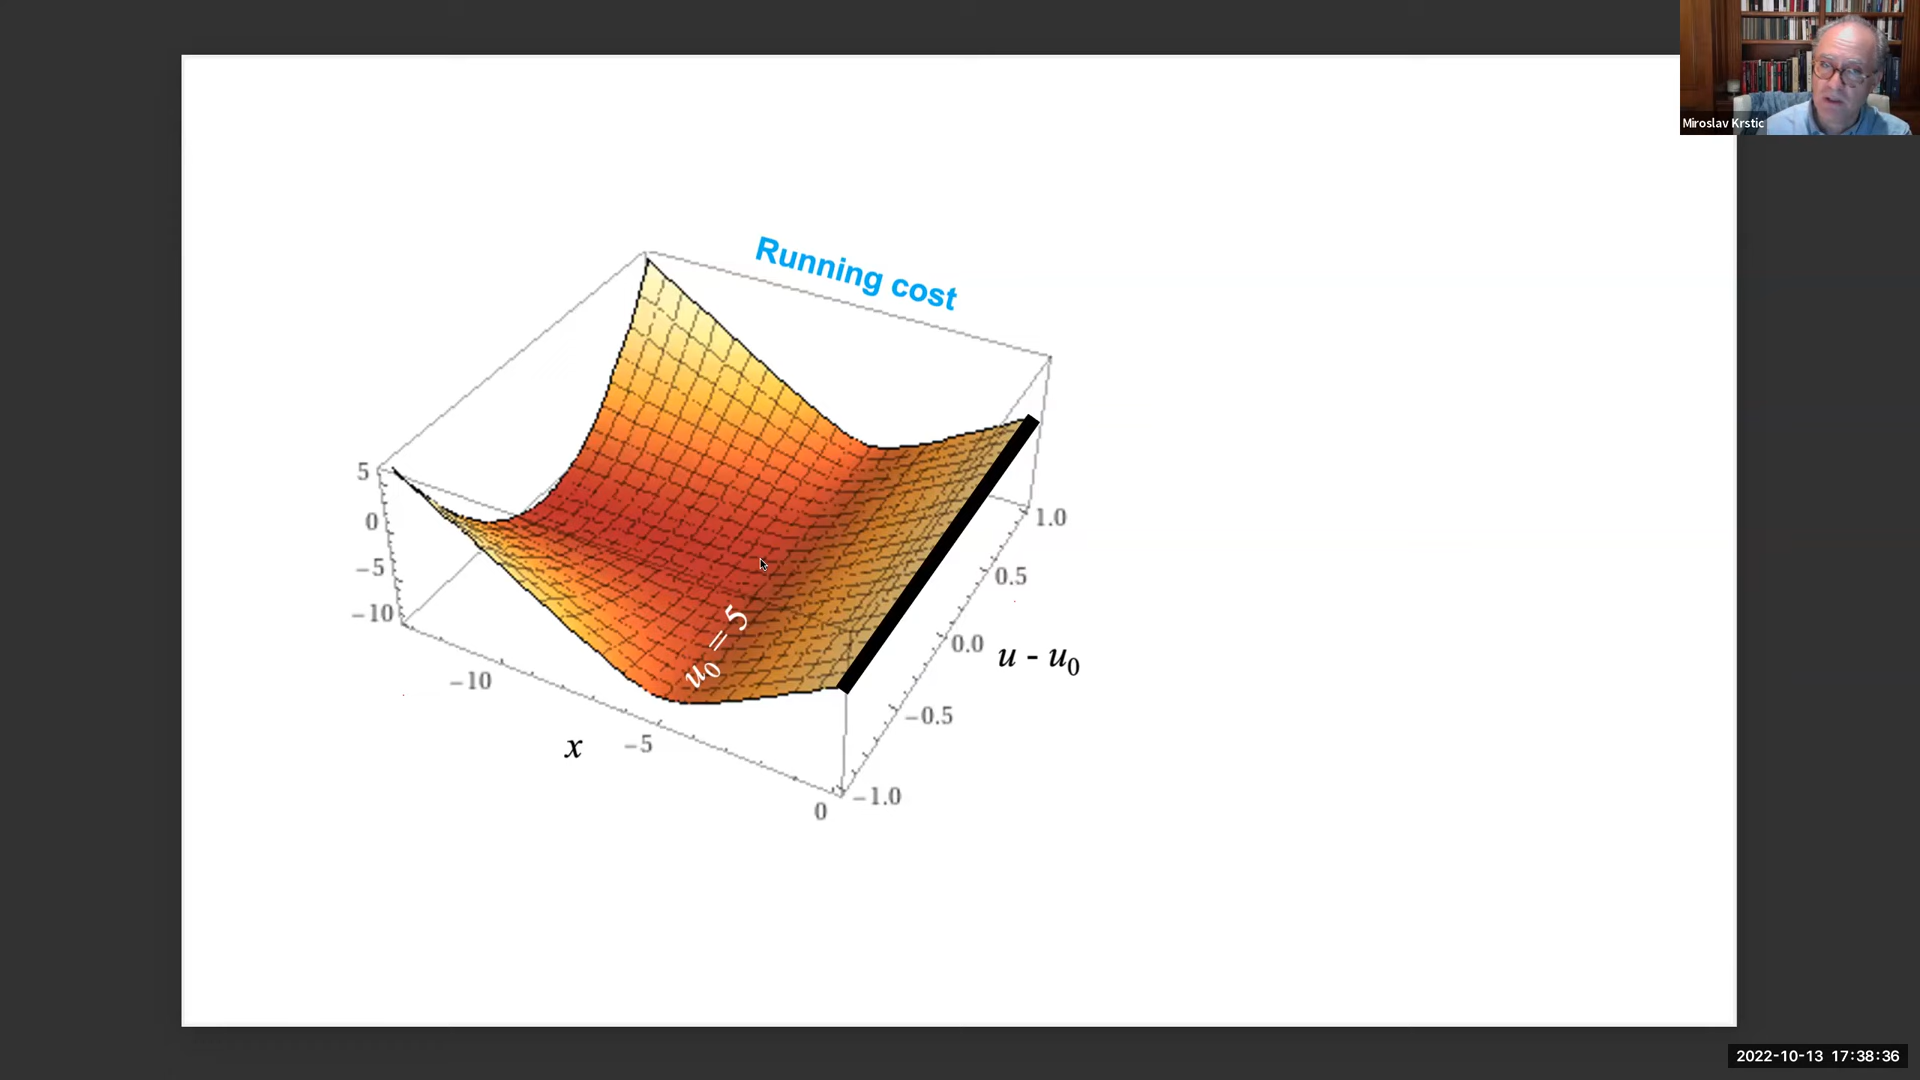 Miroslav Krstic
Running cost
5
0
−5
−10
−10
−5
0
x
1.0
0.5
0.0
−0.5
−1.0
u - u₀
u₀ = 5
2022-10-13 17:38:36